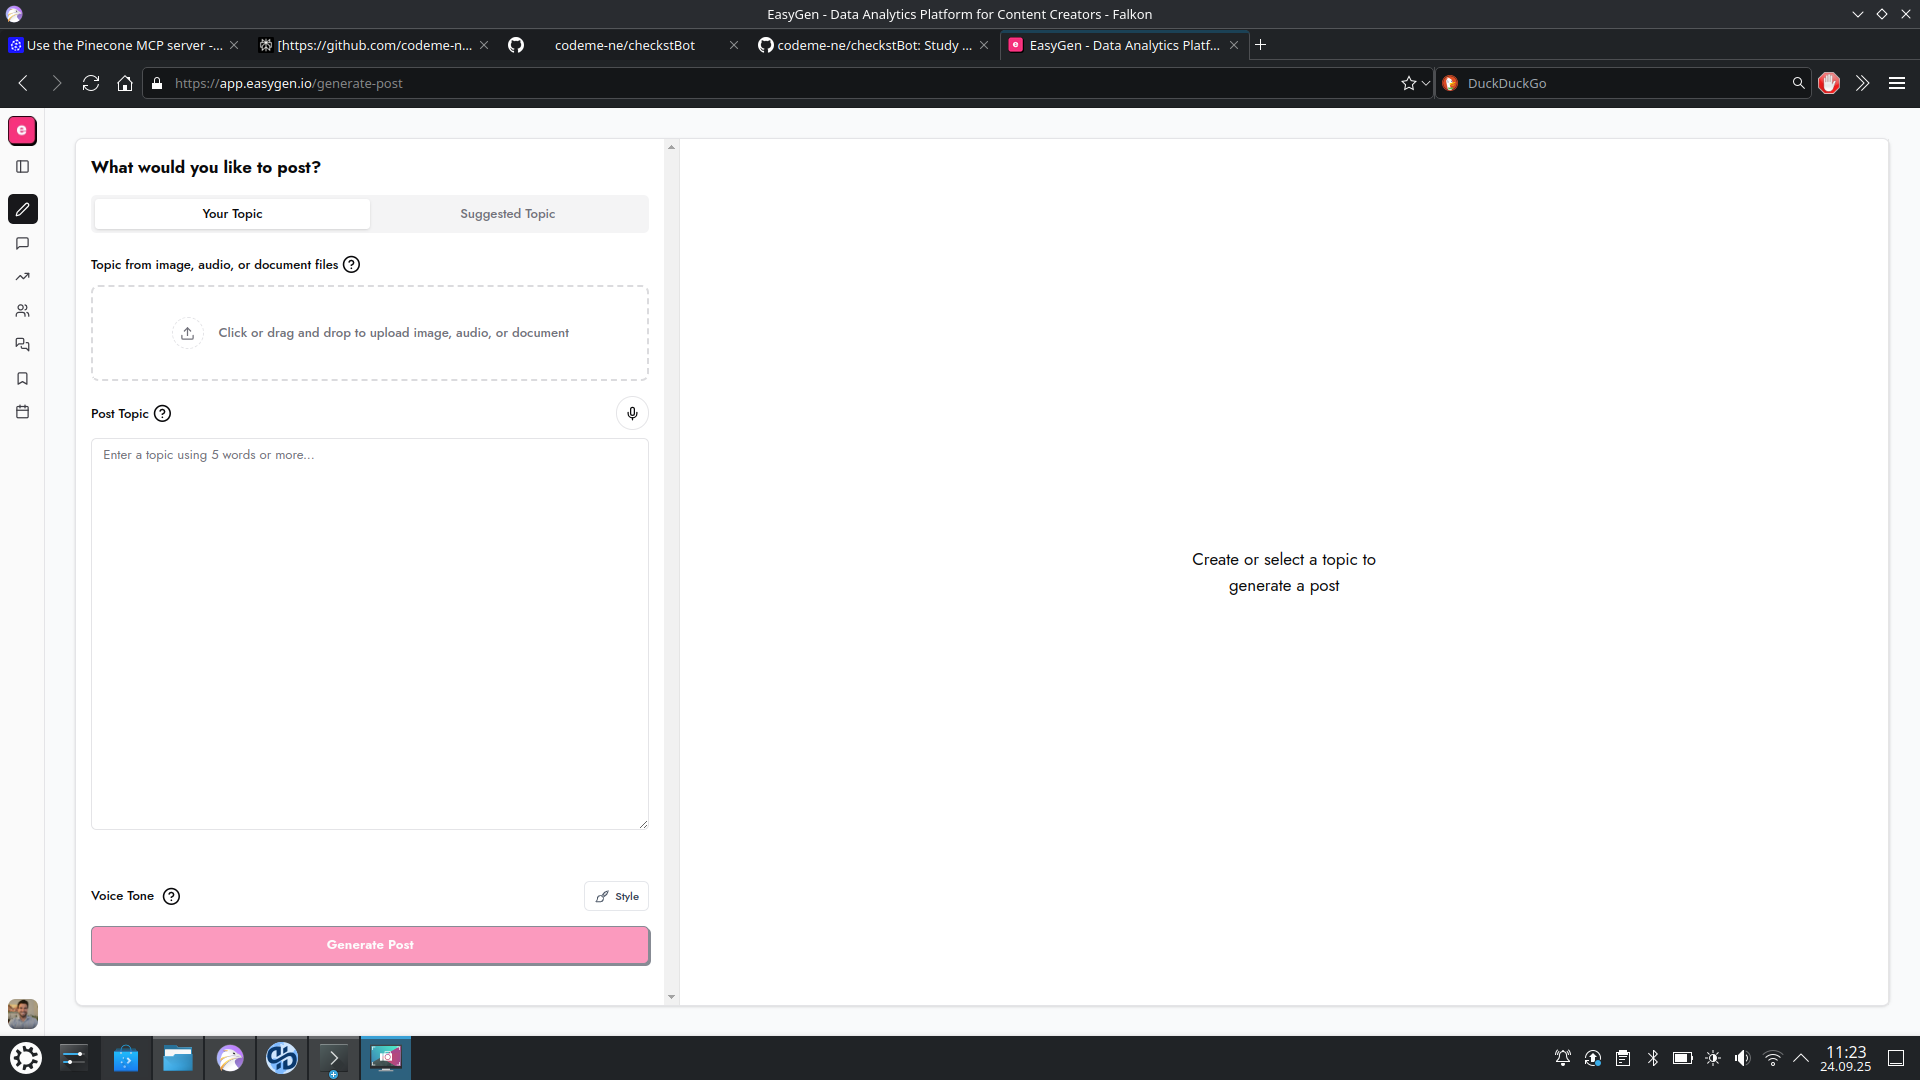 EasyGen - Data Analytics Platform for Content Creators - Falkon
Use the Pinecone MCP server -...
[https://github.com/codeme-n...
codeme-ne/checkstBot
codeme-ne/checkstBot: Study ...
EasyGen - Data Analytics Platf...
https://app.easygen.io/generate-post
DuckDuckGo
e
What would you like to post?
Your Topic
Suggested Topic
Topic from image, audio, or document files ?
Click or drag and drop to upload image, audio, or document
Post Topic ?
Enter a topic using 5 words or more...
Create or select a topic to
generate a post
Voice Tone ?
Style
Generate Post
11:23
24.09.25